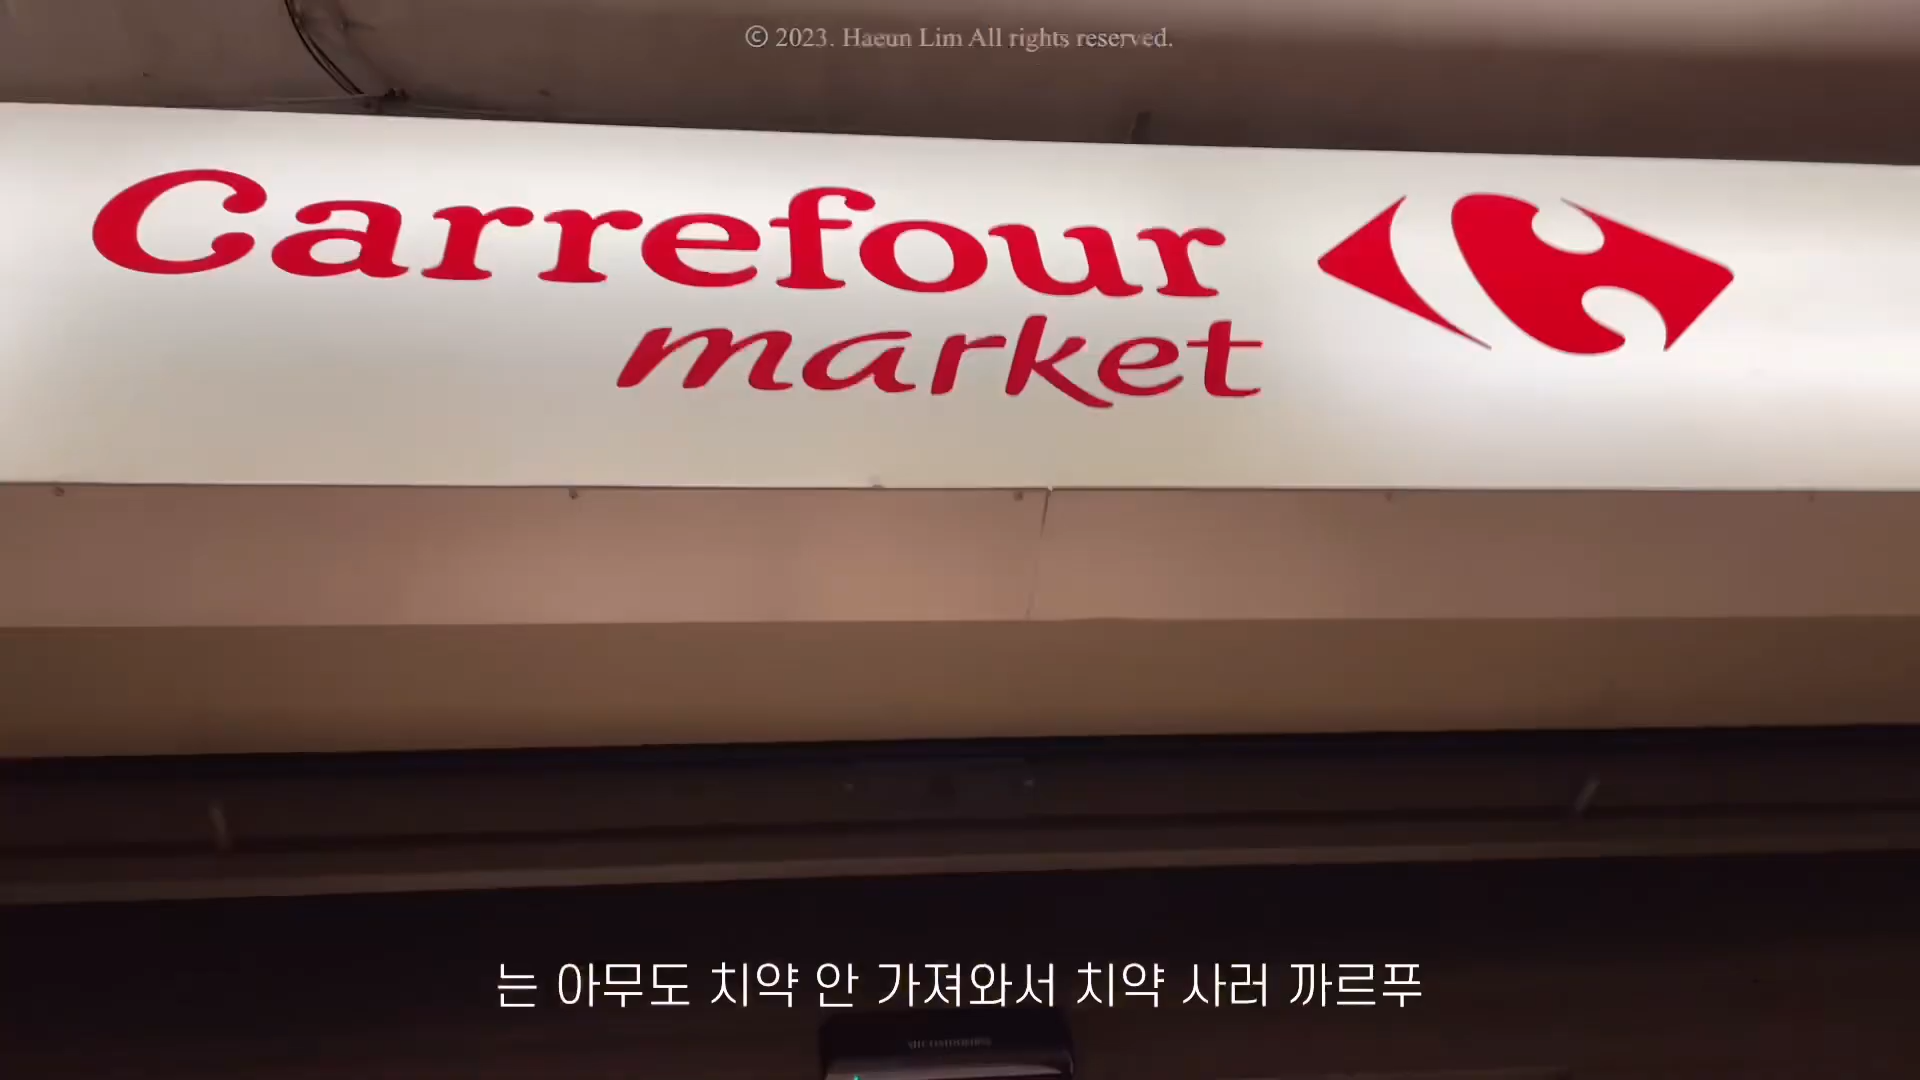 © 2023. Haeun Lim All rights reserved.
Carrefour
market
는 아무도 치약 안 가져와서 치약 사러 까르푸